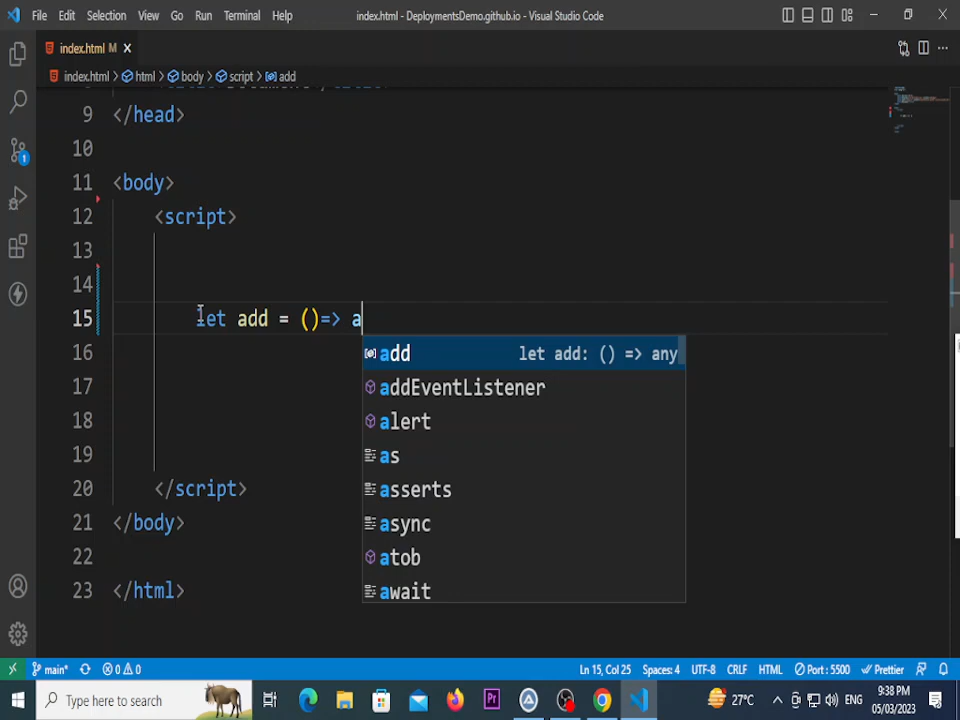 File Edit Selection View Go Run Terminal Help index.html - DeploymentsDemo.github.io - Visual Studio Code
index.html M
index.html > html > body > script > add
9 </head>
10
11 <body>
12 <script>
13
14
15 let add = ()=> a
16 add let add: () => any
17 addEventListener
18 alert
19 as
20 </script> asserts
21 </body> async
22 atob
23 </html> await
main* 0 0 Ln 15, Col 25 Spaces: 4 UTF-8 CRLF HTML Port : 5500 Prettier
Type here to search Pr 27°C ENG 9:38 PM
05/03/2023
1